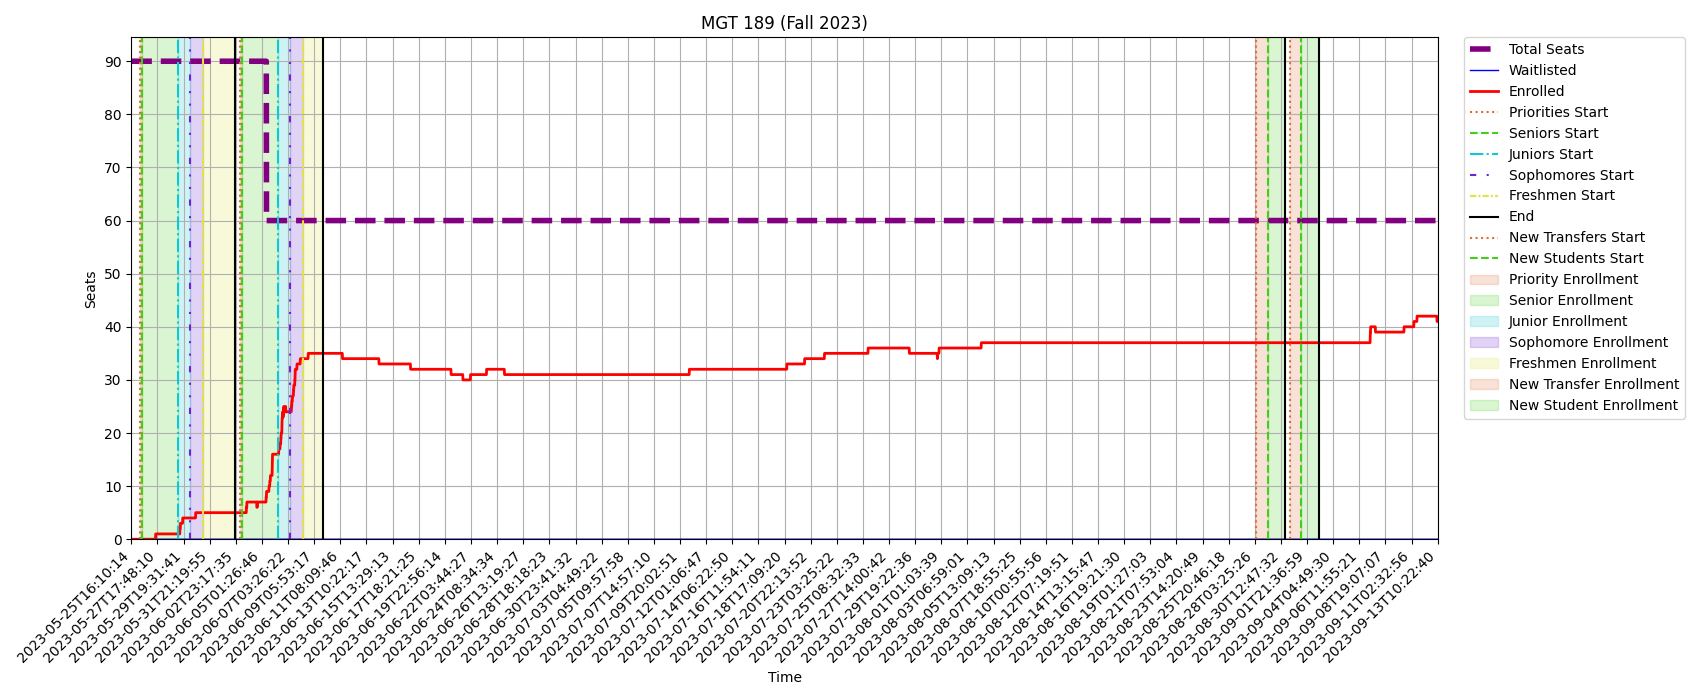 MGT 189 (Fall 2023)
Seats
90
80
70
60
50
40
30
20
10
0
2023-05-25T16:10:14
2023-05-27T17:48:10
2023-05-29T19:31:41
2023-05-31T21:19:55
2023-06-02T23:17:35
2023-06-05T01:26:46
2023-06-07T03:26:22
2023-06-09T05:53:17
2023-06-11T08:09:46
2023-06-13T10:22:17
2023-06-15T13:29:13
2023-06-17T18:21:25
2023-06-19T22:56:14
2023-06-22T03:44:27
2023-06-24T08:34:34
2023-06-26T13:19:27
2023-06-28T18:18:23
2023-06-30T23:41:32
2023-07-03T04:49:22
2023-07-05T09:57:58
2023-07-07T14:57:10
2023-07-09T20:02:51
2023-07-12T01:06:47
2023-07-14T06:22:50
2023-07-16T11:54:11
2023-07-18T17:09:20
2023-07-20T22:13:52
2023-07-23T03:25:22
2023-07-25T08:32:33
2023-07-27T14:00:42
2023-07-29T19:22:36
2023-08-01T01:03:39
2023-08-03T06:59:01
2023-08-05T13:09:13
2023-08-07T18:55:25
2023-08-10T00:55:56
2023-08-12T07:19:51
2023-08-14T13:15:47
2023-08-16T19:21:30
2023-08-19T01:27:03
2023-08-21T07:53:04
2023-08-23T14:20:49
2023-08-25T20:46:18
2023-08-28T03:25:26
2023-08-30T12:47:32
2023-09-01T21:36:59
2023-09-04T04:49:30
2023-09-06T11:55:21
2023-09-08T19:07:07
2023-09-11T02:32:56
2023-09-13T10:22:40
Time
Total Seats
Waitlisted
Enrolled
Priorities Start
Seniors Start
Juniors Start
Sophomores Start
Freshmen Start
End
New Transfers Start
New Students Start
Priority Enrollment
Senior Enrollment
Junior Enrollment
Sophomore Enrollment
Freshmen Enrollment
New Transfer Enrollment
New Student Enrollment